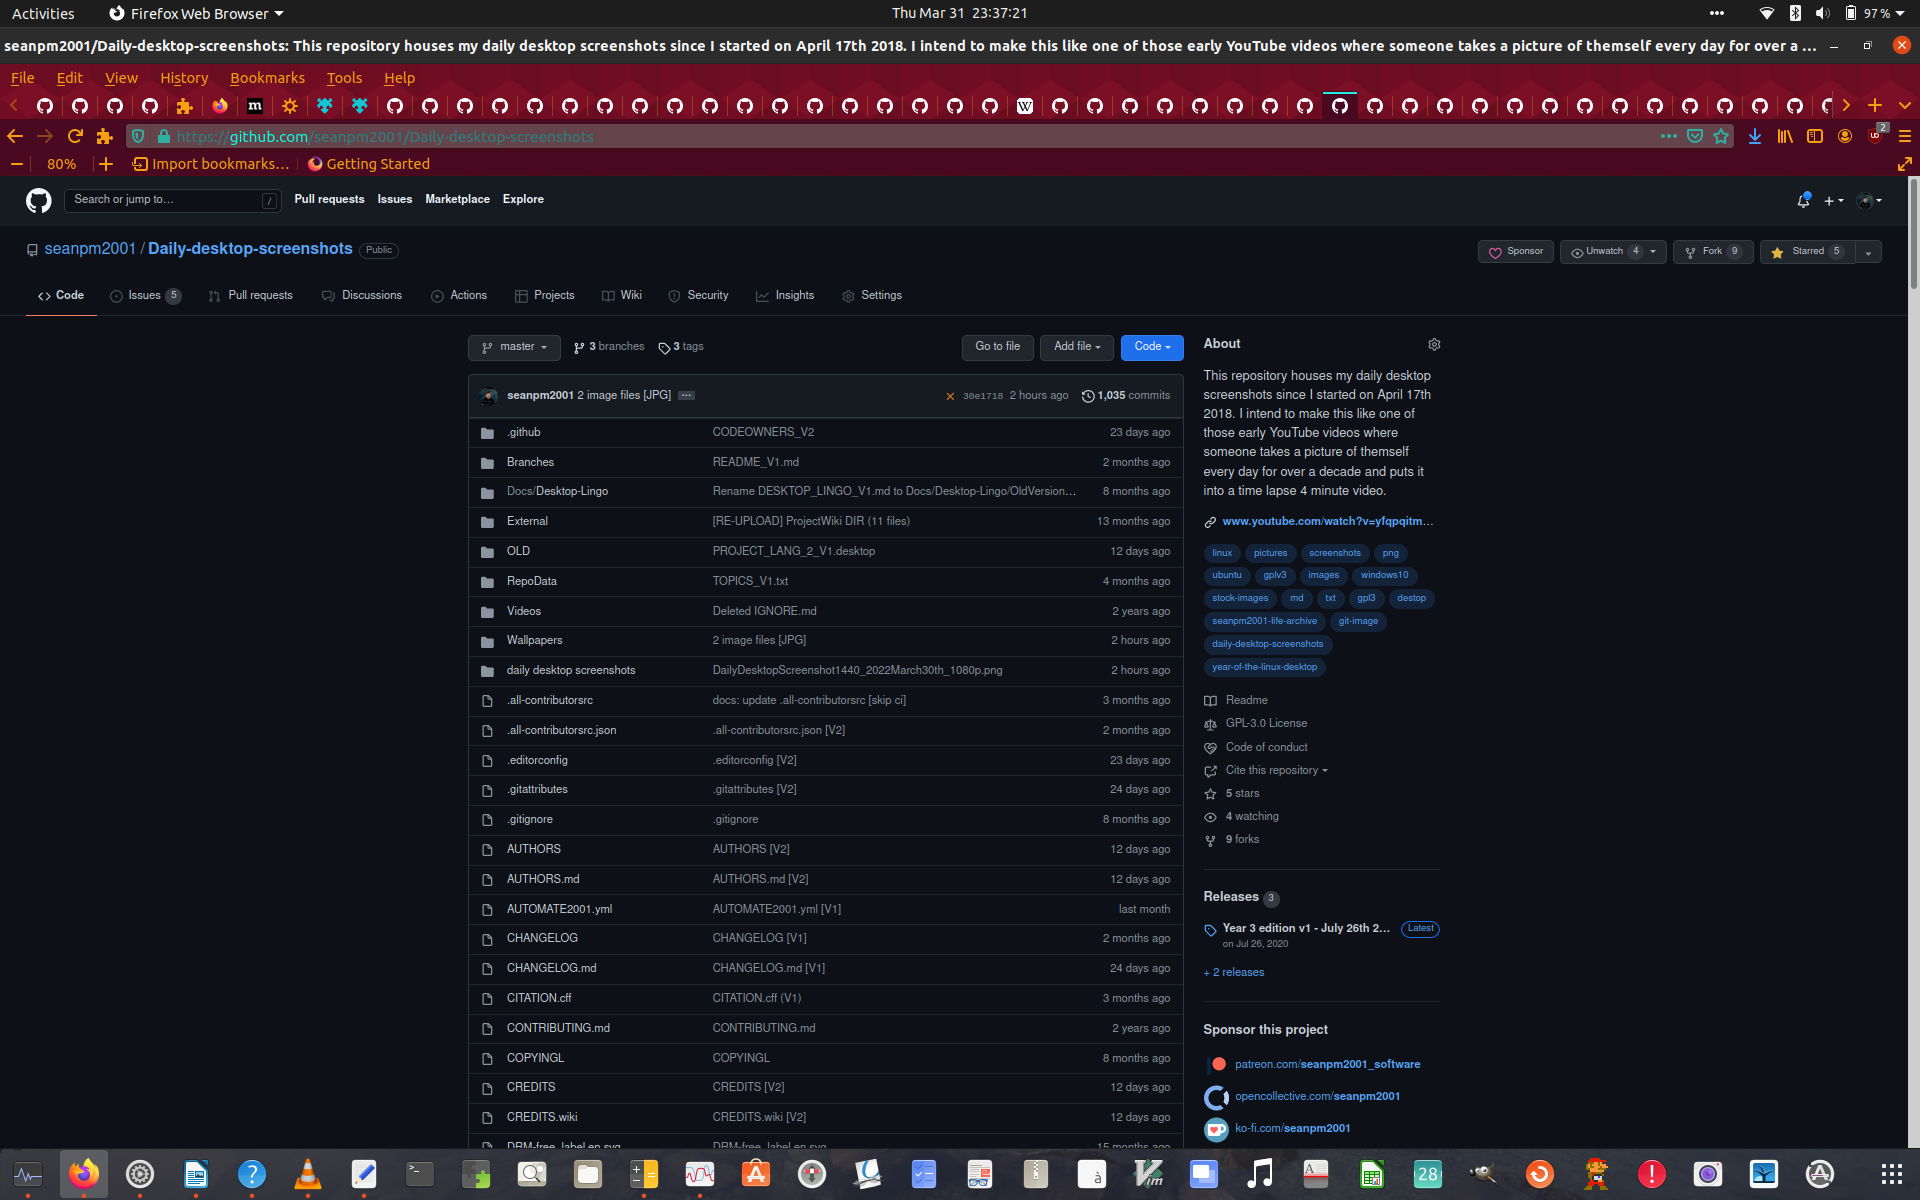 Activities Firefox Web Browser Thu Mar 31 23:37:21 97 %
seanpm2001/Daily-desktop-screenshots: This repository houses my daily desktop screenshots since I started on April 17th 2018. I intend to make this like one of those early YouTube videos where someone takes a picture of themself every day for over a ...
File Edit View History Bookmarks Tools Help
https://github.com/seanpm2001/Daily-desktop-screenshots 2
80% Import bookmarks... Getting Started
Search or jump to... / Pull requests Issues Marketplace Explore
seanpm2001 / Daily-desktop-screenshots Public Sponsor Unwatch 4 Fork 9 Starred 5
Code Issues 5 Pull requests Discussions Actions Projects Wiki Security Insights Settings
master 3 branches 3 tags Go to file Add file Code
seanpm2001 2 image files [JPG] ... 30e1718 2 hours ago 1,035 commits
.github CODEOWNERS_V2 23 days ago
Branches README_V1.md 2 months ago
Docs/Desktop-Lingo Rename DESKTOP_LINGO_V1.md to Docs/Desktop-Lingo/OldVersion... 8 months ago
External [RE-UPLOAD] ProjectWiki DIR (11 files) 13 months ago
OLD PROJECT_LANG_2_V1.desktop 12 days ago
RepoData TOPICS_V1.txt 4 months ago
Videos Deleted IGNORE.md 2 years ago
Wallpapers 2 image files [JPG] 2 hours ago
daily desktop screenshots DailyDesktopScreenshot1440_2022March30th_1080p.png 2 hours ago
.all-contributorsrc docs: update .all-contributorsrc [skip ci] 3 months ago
.all-contributorsrc.json .all-contributorsrc.json [V2] 2 months ago
.editorconfig .editorconfig [V2] 23 days ago
.gitattributes .gitattributes [V2] 24 days ago
.gitignore .gitignore 8 months ago
AUTHORS AUTHORS [V2] 12 days ago
AUTHORS.md AUTHORS.md [V2] 12 days ago
AUTOMATE2001.yml AUTOMATE2001.yml [V1] last month
CHANGELOG CHANGELOG [V1] 2 months ago
CHANGELOG.md CHANGELOG.md [V1] 24 days ago
CITATION.cff CITATION.cff (V1) 3 months ago
CONTRIBUTING.md CONTRIBUTING.md 2 years ago
COPYINGL COPYINGL 8 months ago
CREDITS CREDITS [V2] 12 days ago
CREDITS.wiki CREDITS.wiki [V2] 12 days ago
DRM-free_label.en.svg DRM-free_label.en.svg 15 months ago
About
This repository houses my daily desktop
screenshots since I started on April 17th
2018. I intend to make this like one of
those early YouTube videos where
someone takes a picture of themself
every day for over a decade and puts it
into a time lapse 4 minute video.
www.youtube.com/watch?v=yfqpqitm...
linux pictures screenshots png
ubuntu gplv3 images windows10
stock-images md txt gpl3 destop
seanpm2001-life-archive git-image
daily-desktop-screenshots
year-of-the-linux-desktop
Readme
GPL-3.0 License
Code of conduct
Cite this repository
5 stars
4 watching
9 forks
Releases 3
Year 3 edition v1 - July 26th 2... Latest
on Jul 26, 2020
+ 2 releases
Sponsor this project
patreon.com/seanpm2001_software
opencollective.com/seanpm2001
ko-fi.com/seanpm2001
28